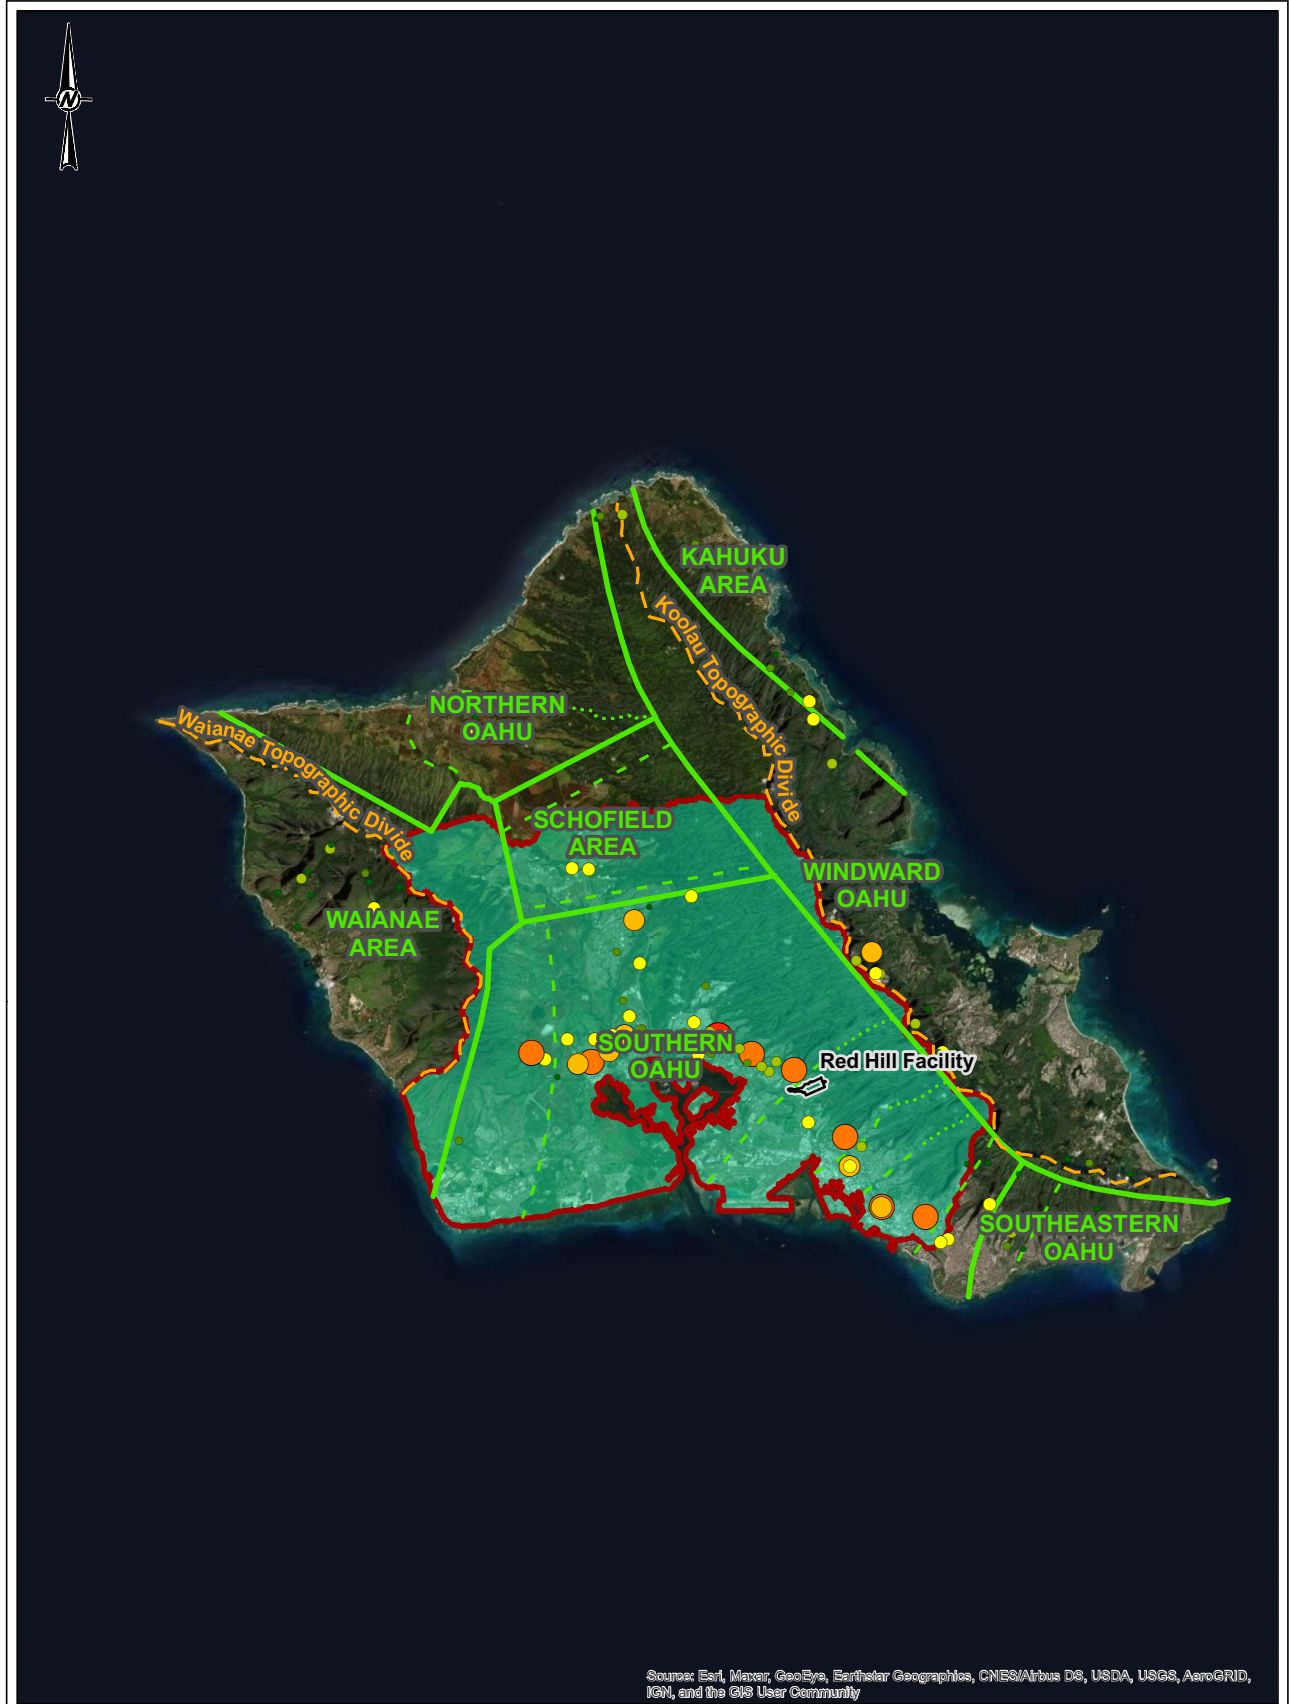 N
KAHUKU
AREA
Koolau Topographic Divide
NORTHERN
OAHU
Waianae Topographic Divide
SCHOFIELD
AREA
WINDWARD
OAHU
WAIANAE
AREA
SOUTHERN
OAHU
Red Hill Facility
SOUTHEASTERN
OAHU
Source: Esri, Maxar, GeoEye, Earthstar Geographics, CNES/Airbus DS, USDA, USGS, AeroGRID,
IGN, and the GIS User Community